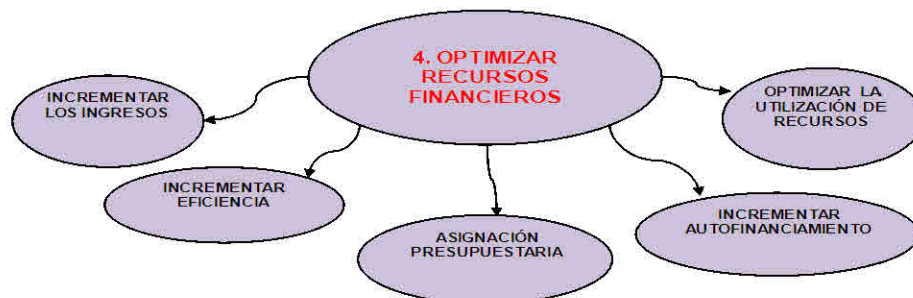 4. OPTIMIZAR
RECURSOS
FINANCIEROS
INCREMENTAR
LOS INGRESOS
INCREMENTAR
EFICIENCIA
ASIGNACIÓN
PRESUPUESTARIA
INCREMENTAR
AUTOFINANCIAMIENTO
OPTIMIZAR LA
UTILIZACIÓN DE
RECURSOS